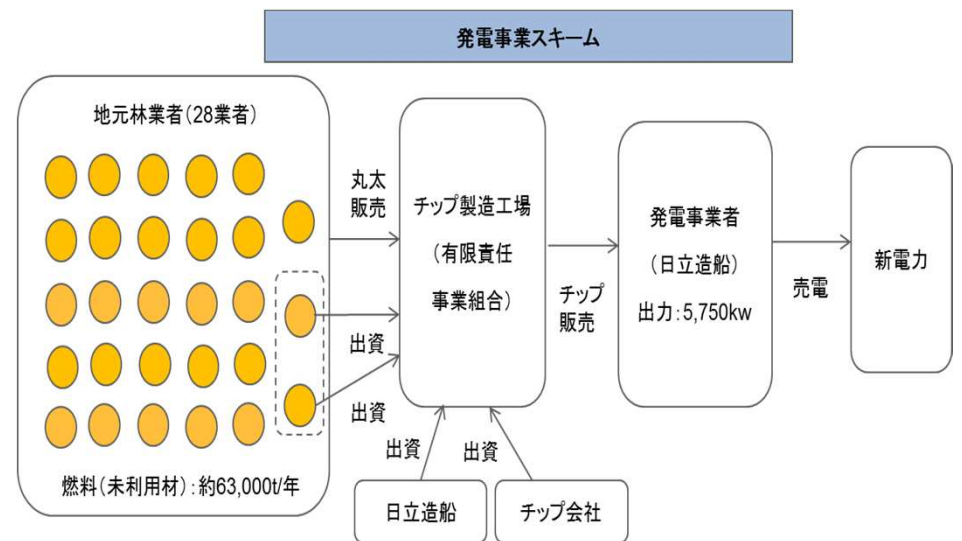 発電事業スキーム
地元林業者(28業者)
燃料(未利用材):約63,000t/年
丸太
販売
出資
出資
チップ製造工場
(有限責任
事業組合)
出資
出資
日立造船
チップ会社
チップ
販売
発電事業者
(日立造船)
出力:5,750kw
売電
新電力